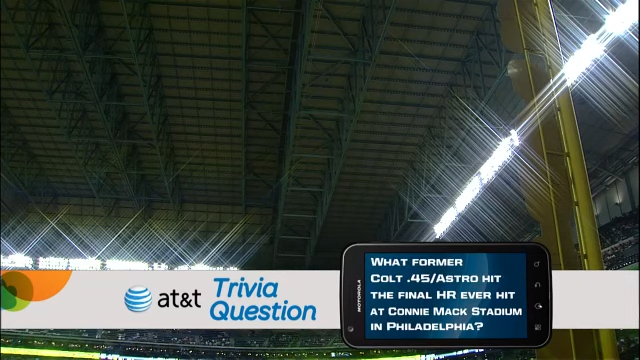 at&t
Trivia
Question
MOTOROLA
WHAT FORMER
COLT .45/ASTRO HIT
THE FINAL HR EVER HIT
AT CONNIE MACK STADIUM
IN PHILADELPHIA?